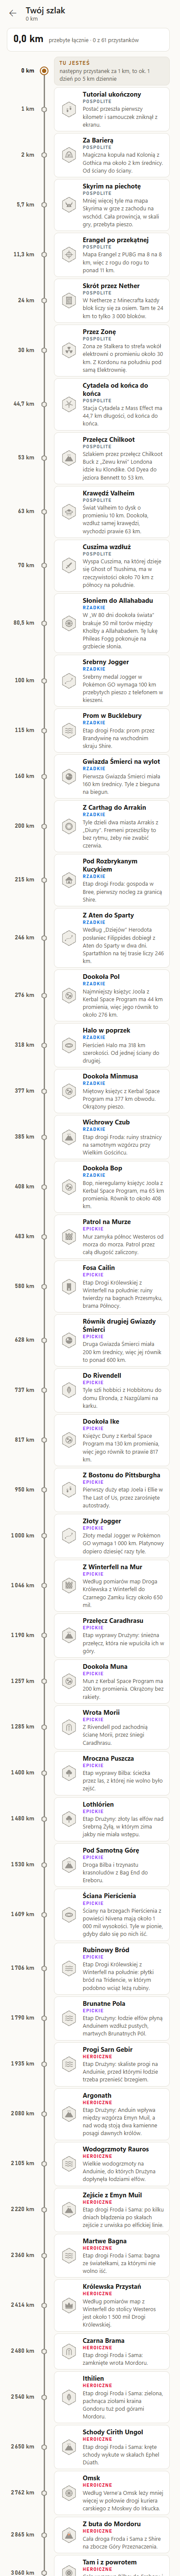 Twój szlak
0 km
0,0 km przebyte łącznie · 0 z 61 przystanków
0 km
TU JESTEŚ
następny przystanek za 1 km, to ok. 1
dzień po 5 km dziennie
1 km
Tutorial ukończony
POSPOLITE
Postać przeszła pierwszy
kilometr i samouczek zniknął z
ekranu.
2 km
Za Barierą
POSPOLITE
Magiczna kopuła nad Kolonią z
Gothica ma około 2 km średnicy.
Od ściany do ściany.
5,7 km
Skyrim na piechotę
POSPOLITE
Mniej więcej tyle ma mapa
Skyrima w grze z zachodu na
wschód. Cała prowincja, w skali
gry, przebyta pieszo.
11,3 km
Erangel po przekątnej
POSPOLITE
Mapa Erangel z PUBG ma 8 na 8
km, więc z rogu do rogu to
ponad 11 km.
24 km
Skrót przez Nether
POSPOLITE
W Netherze z Minecrafta każdy
blok liczy się za osiem. Tam te 24
km to tylko 3 000 bloków.
30 km
Przez Zonę
POSPOLITE
Zona ze Stalkera to strefa wokół
elektrowni o promieniu około 30
km. Z Kordonu na południu pod
samą Elektrownię.
44,7 km
Cytadela od końca do
końca
POSPOLITE
Stacja Cytadel z Mass Effect ma
44,7 km długości, od końca do
końca.
53 km
Przełęcz Chilkoot
POSPOLITE
Szlakiem przez przełęcz Chilkoot
Buck z „Zewu krwi” Londona
idzie ku Klondike. Od Dyea do
jeziora Bennett to 53 km.
63 km
Krawędź Valheim
POSPOLITE
Świat Valheim to dysk o
promieniu 10 km. Dookoła,
wzdłuż samej krawędzi,
wychodzi prawie 63 km.
70 km
Cuszima wzdłuż
POSPOLITE
Wyspa Cuszima, na której dzieje
się Ghost of Tsushima, ma w
rzeczywistości około 70 km z
północy na południe.
80,5 km
Słoniem do Allahabadu
RZADKIE
W „W 80 dni dookoła świata”
brakuje 50 mil torów między
Kholby a Allahabadem. Tę lukę
Phileas Fogg pokonuje na
grzbiecie słonia.
100 km
Srebrny Jogger
RZADKIE
Srebrny medal Jogger w
Pokémon GO wymaga 100 km
przebytych pieszo z telefonem w
kieszeni.
115 km
Prom w Bucklebury
RZADKIE
Etap drogi Froda: prom przez
Brandywinę na wschodnim
skraju Shire.
160 km
Gwiazda Śmierci na wylot
RZADKIE
Pierwsza Gwiazda Śmierci miała
160 km średnicy. Tyle z bieguna
na biegun.
200 km
Z Carthag do Arrakin
RZADKIE
Tyle dzieli dwa miasta Arrakis z
„Diuny”. Fremeni przeszliby to
bez rytmu, żeby nie zwabić
czerwia.
215 km
Pod Rozbrykanym
Kucykiem
RZADKIE
Etap drogi Froda: gospoda w
Bree, pierwszy nocleg za granicą
Shire.
246 km
Z Aten do Sparty
RZADKIE
Według „Dziejów” Herodota
posłaniec Filippides dobiegł z
Aten do Sparty w dwa dni.
Spartathlon na tej trasie liczy 246
km.
276 km
Dookoła Pol
RZADKIE
Najmniejszy księżyc Joola z
Kerbal Space Program ma 44 km
promienia, więc jego równik to
około 276 km.
318 km
Halo w poprzek
RZADKIE
Pierścień Halo ma 318 km
szerokości. Od jednej ściany do
drugiej.
377 km
Dookoła Minmusa
RZADKIE
Miętowy księżyc z Kerbal Space
Program ma 377 km obwodu.
Okrążony pieszo.
385 km
Wichrowy Czub
RZADKIE
Etap drogi Froda: ruiny strażnicy
na samotnym wzgórzu przy
Wielkim Gościńcu.
408 km
Dookoła Bop
RZADKIE
Bop, nieregularny księżyc Joola z
Kerbal Space Program, ma 65 km
promienia. Równik to około 408
km.
483 km
Patrol na Murze
EPICKIE
Mur zamyka północ Westeros od
morza do morza. Patrol przez
całą długość zaliczony.
580 km
Fosa Cailin
EPICKIE
Etap Drogi Królewskiej z
Winterfell na południe: ruiny
twierdzy na bagnach Przesmyku,
brama Północy.
628 km
Równik drugiej Gwiazdy
Śmierci
EPICKIE
Druga Gwiazda Śmierci miała
200 km średnicy, więc jej równik
to ponad 600 km.
737 km
Do Rivendell
EPICKIE
Tyle szli hobbici z Hobbitonu do
domu Elronda, z Nazgûlami na
karku.
817 km
Dookoła Ike
EPICKIE
Księżyc Duny z Kerbal Space
Program ma 130 km promienia,
więc jego równik to prawie 817
km.
950 km
Z Bostonu do Pittsburgha
EPICKIE
Pierwszy duży etap Joela i Ellie w
The Last of Us, przez zarośnięte
autostrady.
1 000 km
Złoty Jogger
EPICKIE
Złoty medal Jogger w Pokémon
GO wymaga 1 000 km. Platynowy
dopiero dziesięć razy tyle.
1 046 km
Z Winterfell na Mur
EPICKIE
Według pomiarów map Droga
Królewska z Winterfell do
Czarnego Zamku liczy około 650
mil.
1 190 km
Przełęcz Caradhrasu
EPICKIE
Etap wyprawy Drużyny: śnieżna
przełęcz, która nie wpuściła ich w
góry.
1 257 km
Dookoła Muna
EPICKIE
Mun z Kerbal Space Program ma
200 km promienia. Okrążony bez
rakiety.
1 285 km
Wrota Morii
EPICKIE
Z Rivendell pod zachodnią
ścianę Morii, przez śniegi
Caradhrasu.
1 400 km
Mroczna Puszcza
EPICKIE
Etap wyprawy Bilba: ścieżka
przez las, z której nie wolno było
zejść.
1 480 km
Lothlórien
EPICKIE
Etap Drużyny: złoty las elfów nad
Srebrną Żyłą, w którym zima
jakby nie miała wstępu.
1 530 km
Pod Samotną Górę
EPICKIE
Droga Bilba i trzynastu
krasnoludów z Bag End do
Ereboru.
1 609 km
Ściana Pierścienia
EPICKIE
Ściany na brzegach Pierścienia z
powieści Nivena mają około 1
000 mil wysokości. Tyle w pionie,
gdyby dało się po nich iść.
1 706 km
Rubinowy Bród
EPICKIE
Etap Drogi Królewskiej z
Winterfell na południe: płytki
bród na Tridencie, w którym
podobno wciąż leżą rubiny.
1 790 km
Brunatne Pola
EPICKIE
Etap Drużyny: łodzie elfów płyną
Anduinem wzdłuż pustych,
martwych Brunatnych Pól.
1 935 km
Progi Sarn Gebir
HEROICZNE
Etap Drużyny: skaliste progi na
Anduinie, przed którymi łodzie
trzeba przenieść brzegiem.
2 080 km
Argonath
HEROICZNE
Etap Drużyny: Anduin wpływa
między wzgórza Emyn Muil, a
nad wodą stoją dwa kamienne
posągi dawnych królów.
2 105 km
Wodogrzmoty Rauros
HEROICZNE
Wielkie wodogrzmoty na
Anduinie, do których Drużyna
dopłynęła łodziami elfów.
2 220 km
Zejście z Emyn Muil
HEROICZNE
Etap drogi Froda i Sama: po kilku
dniach błądzenia po skałach
zejście z urwiska po elfickiej linie.
2 360 km
Martwe Bagna
HEROICZNE
Etap drogi Froda i Sama: bagna
ze światełkami, za którymi nie
wolno iść.
2 414 km
Królewska Przystań
HEROICZNE
Według pomiarów map z
Winterfell do stolicy Westeros
jest około 1 500 mil Drogi
Królewskiej.
2 480 km
Czarna Brama
HEROICZNE
Etap drogi Froda i Sama:
zamknięte wrota Mordoru.
2 540 km
Ithilien
HEROICZNE
Etap drogi Froda i Sama: zielona,
pachnąca ziołami kraina
Gondoru tuż pod górami
Mordoru.
2 650 km
Schody Cirith Ungol
HEROICZNE
Etap drogi Froda i Sama: kręte
schody wykute w skałach Ephel
Dúath.
2 762 km
Omsk
HEROICZNE
Według Verne'a Omsk leży mniej
więcej w połowie drogi kuriera
carskiego z Moskwy do Irkucka.
2 865 km
Z buta do Mordoru
HEROICZNE
Cała droga Froda i Sama z Shire
na zbocze Góry Przeznaczenia.
3 060 km
Tam i z powrotem
HEROICZNE